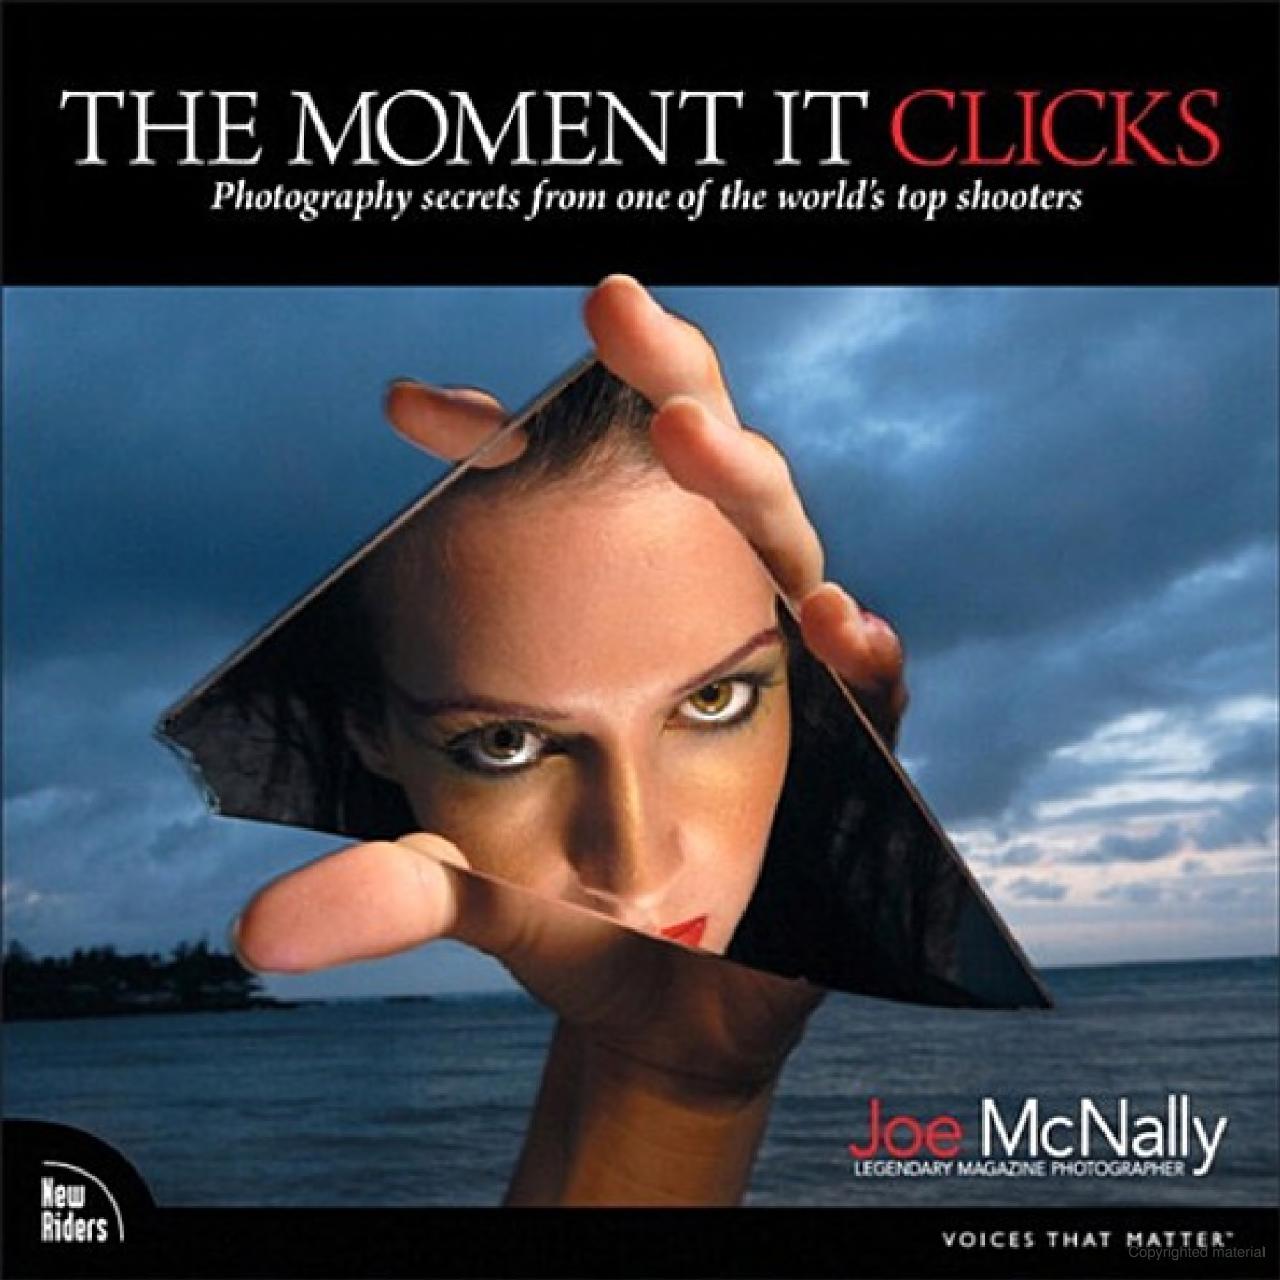 THE MOMENT IT CLICKS
Photography secrets from one of the world's top shooters
Joe McNally
LEGENDARY MAGAZINE PHOTOGRAPHER
New
Riders
VOICES THAT MATTER™
Copyrighted material